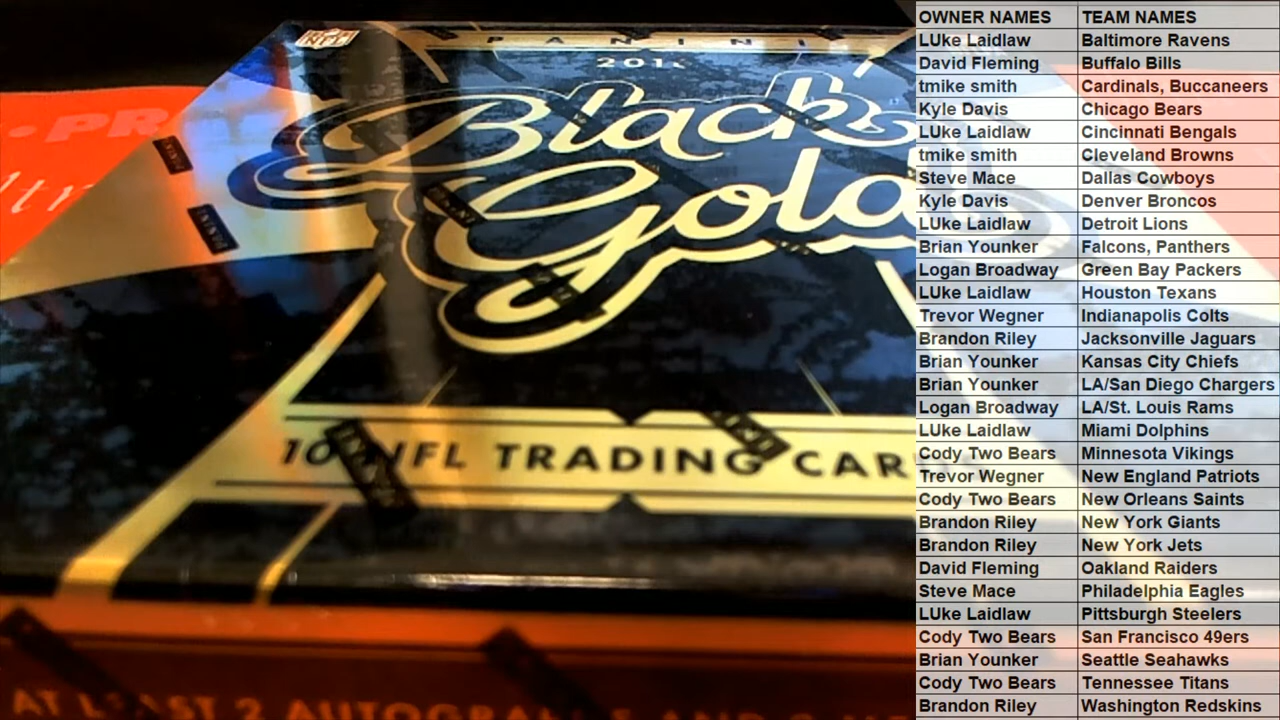 NFL
PANINI
Black
Gold
10 NFL TRADING
PANINI
PANINI
AT LEAST 2
OWNER NAMES TEAM NAMES
LUke Laidlaw Baltimore Ravens
David Fleming Buffalo Bills
tmike smith Cardinals, Buccaneers
Kyle Davis Chicago Bears
LUke Laidlaw Cincinnati Bengals
tmike smith Cleveland Browns
Steve Mace Dallas Cowboys
Kyle Davis Denver Broncos
LUke Laidlaw Detroit Lions
Brian Younker Falcons, Panthers
Logan Broadway Green Bay Packers
LUke Laidlaw Houston Texans
Trevor Wegner Indianapolis Colts
Brandon Riley Jacksonville Jaguars
Brian Younker Kansas City Chiefs
Brian Younker LA/San Diego Chargers
Logan Broadway LA/St. Louis Rams
LUke Laidlaw Miami Dolphins
Cody Two Bears Minnesota Vikings
Trevor Wegner New England Patriots
Cody Two Bears New Orleans Saints
Brandon Riley New York Giants
Brandon Riley New York Jets
David Fleming Oakland Raiders
Steve Mace Philadelphia Eagles
LUke Laidlaw Pittsburgh Steelers
Cody Two Bears San Francisco 49ers
Brian Younker Seattle Seahawks
Cody Two Bears Tennessee Titans
Brandon Riley Washington Redskins